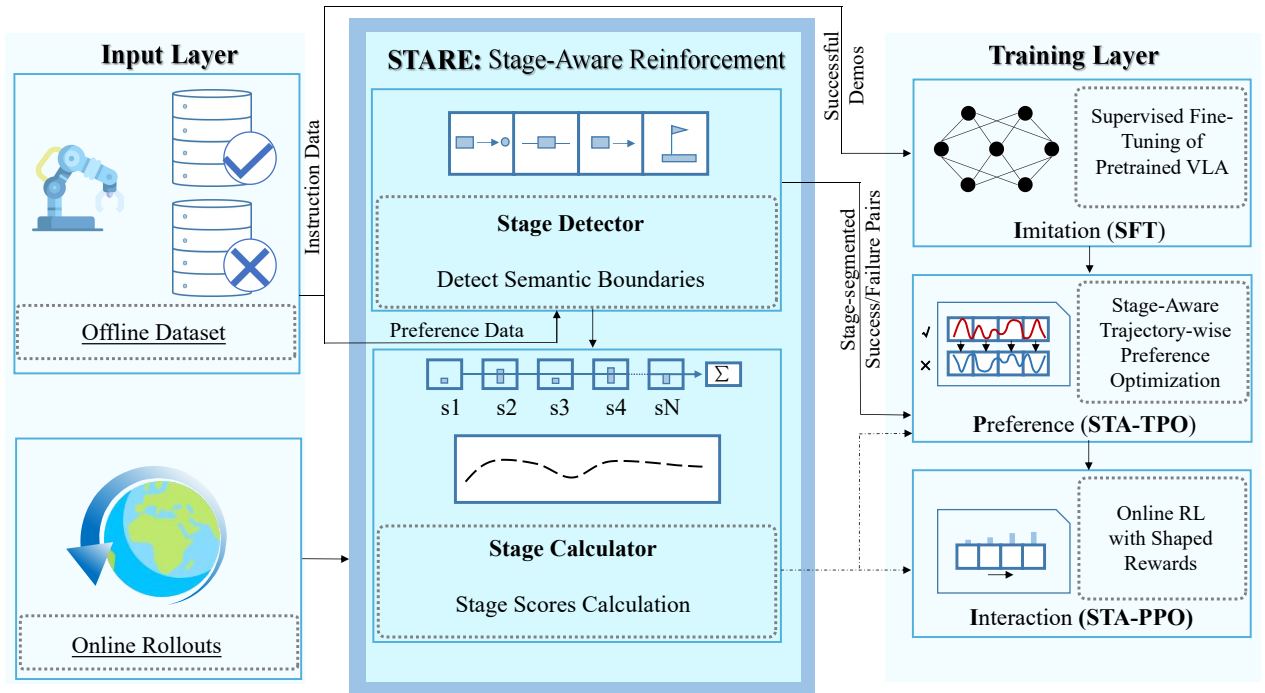 Input Layer
Offline Dataset
Online Rollouts
Instruction Data
Preference Data
STARE: Stage-Aware Reinforcement
Stage Detector
Detect Semantic Boundaries
Σ
s1 s2 s3 s4 sN
Stage Calculator
Stage Scores Calculation
Successful
Demos
Stage-segmented
Success/Failure Pairs
Training Layer
Supervised Fine-
Tuning of
Pretrained VLA
Imitation (SFT)
Stage-Aware
Trajectory-wise
Preference
Optimization
Preference (STA-TPO)
Online RL
with Shaped
Rewards
Interaction (STA-PPO)